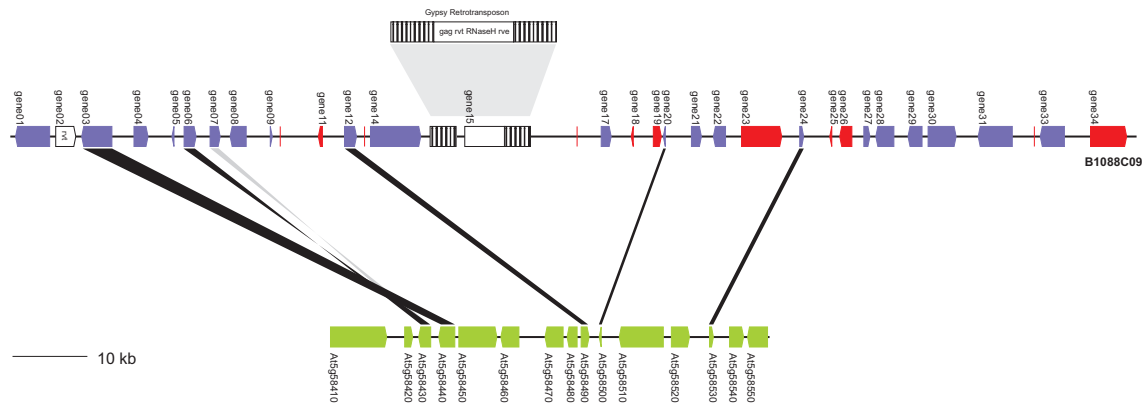 Gypsy Retrotransposon
gag rvt RNaseH rve
gene01
gene02
gene03
gene04
gene05
gene06
gene07
gene08
gene09
gene11
gene12
gene14
gene15
gene17
gene18
gene19
gene20
gene21
gene22
gene23
gene24
gene25
gene26
gene27
gene28
gene29
gene30
gene31
gene33
gene34
rvt
B1088C09
10 kb
At5g58410
At5g58420
At5g58430
At5g58440
At5g58450
At5g58460
At5g58470
At5g58480
At5g58490
At5g58500
At5g58510
At5g58520
At5g58530
At5g58540
At5g58550